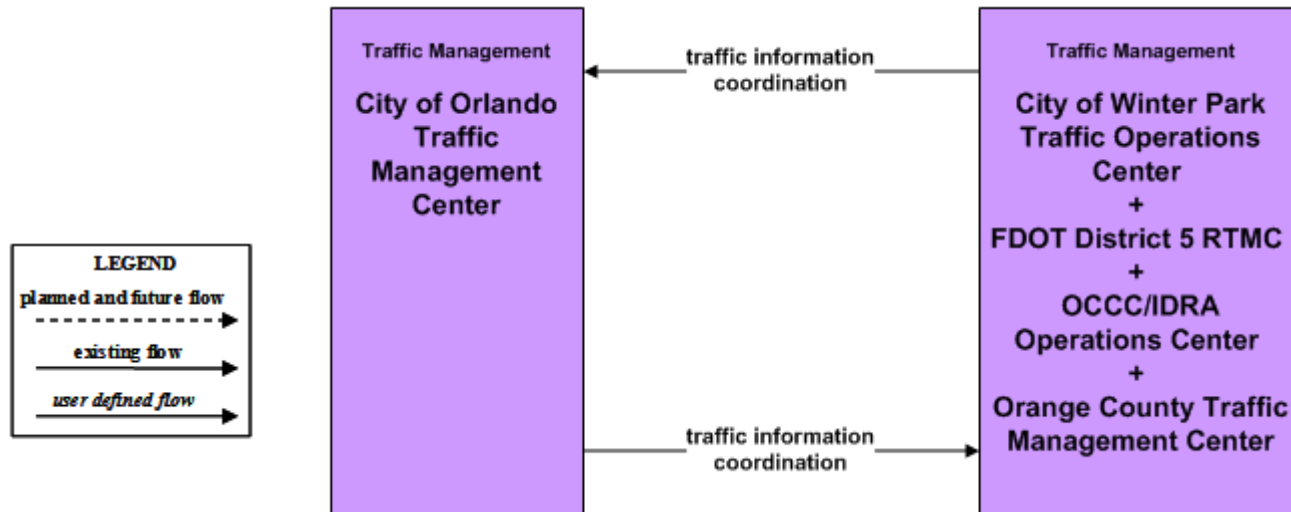 Traffic Management
City of Orlando
Traffic
Management
Center
traffic information
coordination
Traffic Management
City of Winter Park
Traffic Operations
Center
+
FDOT District 5 RTMC
+
OCCC/IDRA
Operations Center
+
Orange County Traffic
Management Center
traffic information
coordination
LEGEND
planned and future flow
existing flow
user defined flow